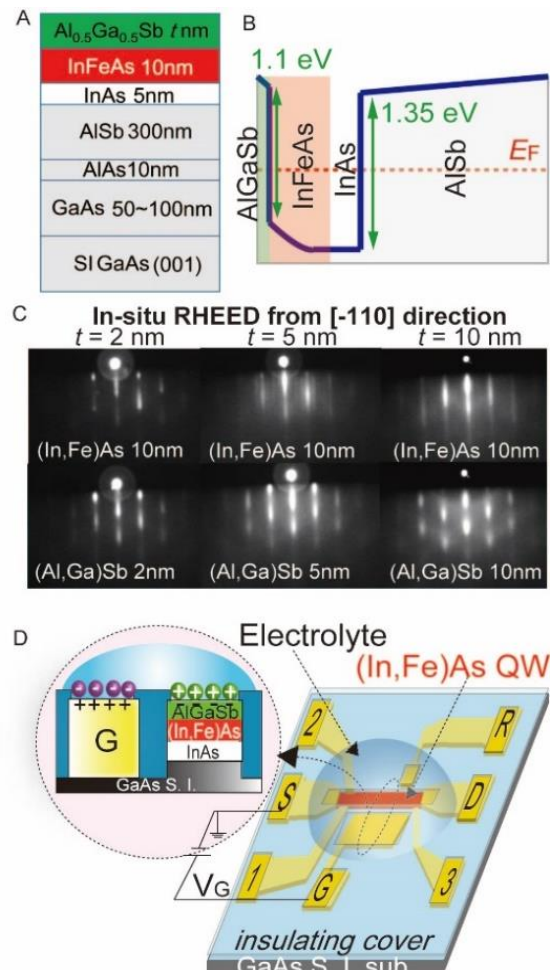 A
Al0.5Ga0.5Sb t nm
InFeAs 10nm
InAs 5nm
AlSb 300nm
AlAs10nm
GaAs 50~100nm
SI GaAs (001)
B
1.1 eV
1.35 eV
EF
AlGaSb
InFeAs
InAs
AlSb
C
In-situ RHEED from [-110] direction
t = 2 nm t = 5 nm t = 10 nm
(In,Fe)As 10nm (In,Fe)As 10nm (In,Fe)As 10nm
(Al,Ga)Sb 2nm (Al,Ga)Sb 5nm (Al,Ga)Sb 10nm
D
Electrolyte
(In,Fe)As QW
G
AlGaSb
(In,Fe)As
InAs
GaAs S. I.
VG
2
R
S
D
1
G
3
insulating cover
GaAs S. I. sub